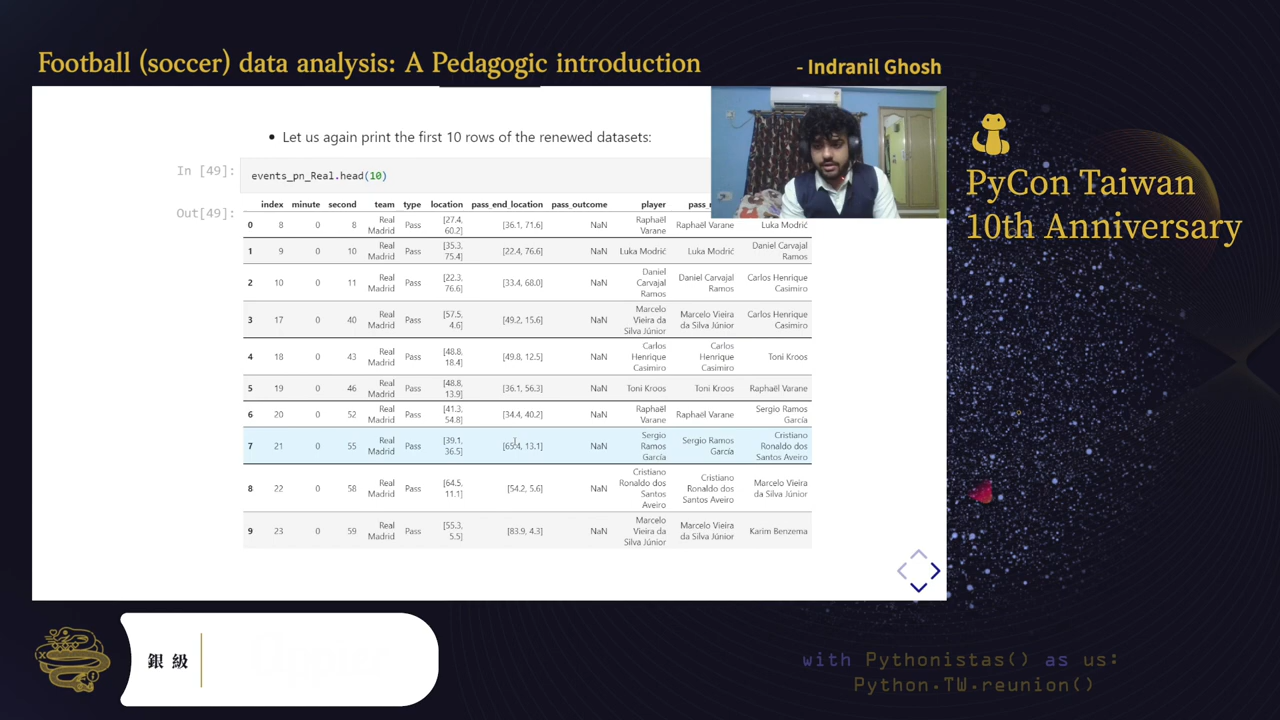 Football (soccer) data analysis: A Pedagogic introduction
- Indranil Ghosh
PyCon Taiwan
10th Anniversary
• Let us again print the first 10 rows of the renewed datasets:
In [49]: events_pn_Real.head(10)
Out[49]:
index minute second team type location pass_end_location pass_outcome player
0 8 0 8 Real Madrid Pass [27.4, 60.2] [36.1, 71.6] NaN Raphaël Varane Raphaël Varane Luka Modrić
1 9 0 10 Real Madrid Pass [35.3, 75.4] [22.4, 76.6] NaN Luka Modrić Luka Modrić Daniel Carvajal Ramos
2 10 0 11 Real Madrid Pass [22.3, 76.6] [33.4, 68.0] NaN Daniel Carvajal Ramos Daniel Carvajal Ramos Carlos Henrique Casimiro
3 17 0 40 Real Madrid Pass [57.5, 4.6] [49.2, 15.6] NaN Marcelo Vieira da Silva Júnior Marcelo Vieira da Silva Júnior Carlos Henrique Casimiro
4 18 0 43 Real Madrid Pass [48.8, 18.4] [49.8, 12.5] NaN Carlos Henrique Casimiro Carlos Henrique Casimiro Toni Kroos
5 19 0 46 Real Madrid Pass [48.8, 13.9] [36.1, 56.3] NaN Toni Kroos Toni Kroos Raphaël Varane
6 20 0 52 Real Madrid Pass [41.3, 54.8] [34.4, 40.2] NaN Raphaël Varane Raphaël Varane Sergio Ramos García
7 21 0 55 Real Madrid Pass [39.1, 36.5] [65.4, 13.1] NaN Sergio Ramos García Sergio Ramos García Cristiano Ronaldo dos Santos Aveiro
8 22 0 58 Real Madrid Pass [64.5, 11.1] [54.2, 5.6] NaN Cristiano Ronaldo dos Santos Aveiro Cristiano Ronaldo dos Santos Aveiro Marcelo Vieira da Silva Júnior
9 23 0 59 Real Madrid Pass [55.3, 5.5] [83.9, 4.3] NaN Marcelo Vieira da Silva Júnior Marcelo Vieira da Silva Júnior Karim Benzema
銀級
with Pythonistas() as us:
Python.TW.reunion()